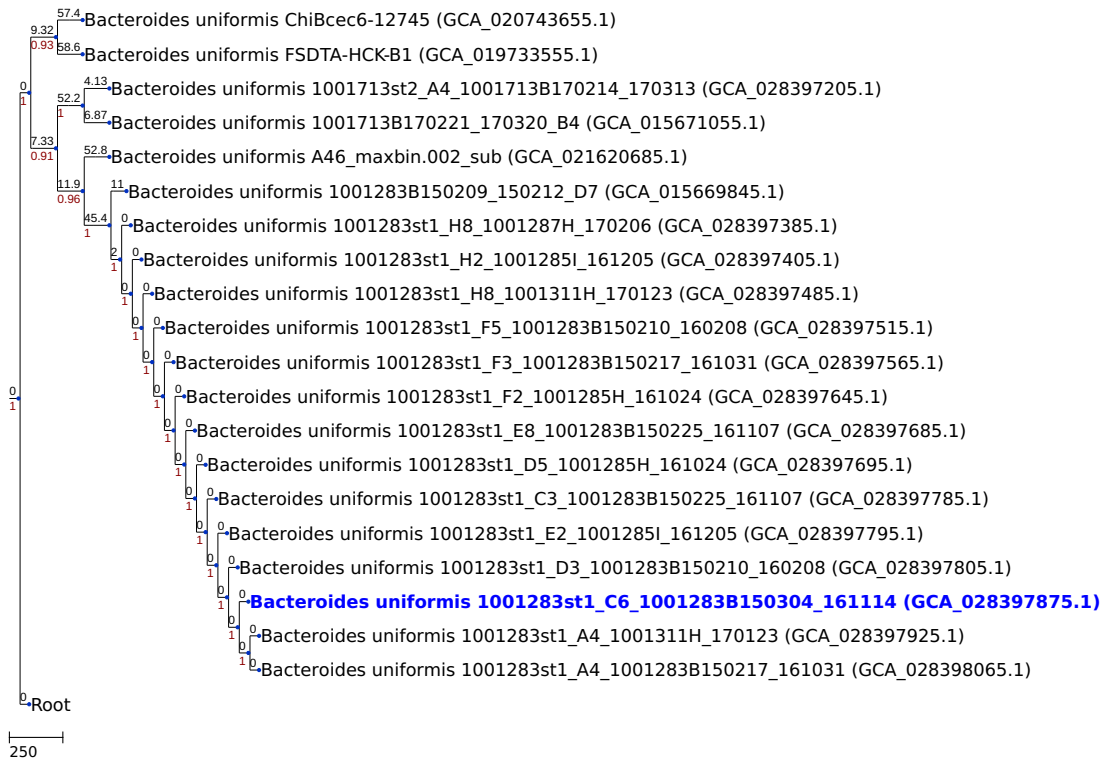 57.4 Bacteroides uniformis ChiBcec6-12745 (GCA_020743655.1)
9.32
0.93
58.6 Bacteroides uniformis FSDTA-HCK-B1 (GCA_019733555.1)
0
1
4.13 Bacteroides uniformis 1001713st2_A4_1001713B170214_170313 (GCA_028397205.1)
52.2
1
6.87 Bacteroides uniformis 1001713B170221_170320_B4 (GCA_015671055.1)
7.33
0.91
52.8 Bacteroides uniformis A46_maxbin.002_sub (GCA_021620685.1)
11.9
0.96
11 Bacteroides uniformis 1001283B150209_150212_D7 (GCA_015669845.1)
45.4
1
0 Bacteroides uniformis 1001283st1_H8_1001287H_170206 (GCA_028397385.1)
2
1
0 Bacteroides uniformis 1001283st1_H2_1001285I_161205 (GCA_028397405.1)
0
1
0 Bacteroides uniformis 1001283st1_H8_1001311H_170123 (GCA_028397485.1)
0
1
0 Bacteroides uniformis 1001283st1_F5_1001283B150210_160208 (GCA_028397515.1)
0
1
0 Bacteroides uniformis 1001283st1_F3_1001283B150217_161031 (GCA_028397565.1)
0
1
0 Bacteroides uniformis 1001283st1_F2_1001285H_161024 (GCA_028397645.1)
0
1
0 Bacteroides uniformis 1001283st1_E8_1001283B150225_161107 (GCA_028397685.1)
0
1
0 Bacteroides uniformis 1001283st1_D5_1001285H_161024 (GCA_028397695.1)
0
1
0 Bacteroides uniformis 1001283st1_C3_1001283B150225_161107 (GCA_028397785.1)
0
1
0 Bacteroides uniformis 1001283st1_E2_1001285I_161205 (GCA_028397795.1)
0
1
0 Bacteroides uniformis 1001283st1_D3_1001283B150210_160208 (GCA_028397805.1)
0
1
0 Bacteroides uniformis 1001283st1_C6_1001283B150304_161114 (GCA_028397875.1)
0
1
0 Bacteroides uniformis 1001283st1_A4_1001311H_170123 (GCA_028397925.1)
0
1
0 Bacteroides uniformis 1001283st1_A4_1001283B150217_161031 (GCA_028398065.1)
0
1
0 Root
250